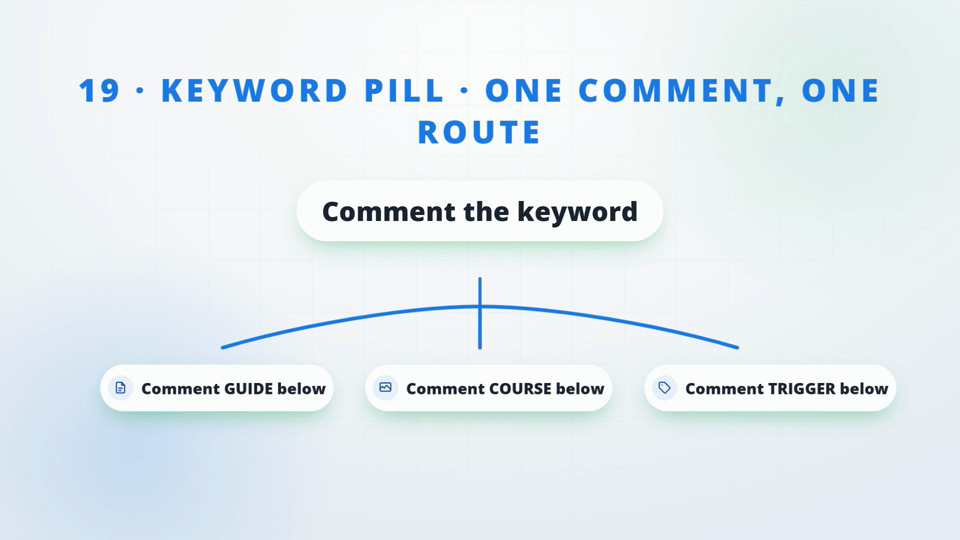 19 · KEYWORD PILL · ONE COMMENT, ONE
ROUTE
Comment the keyword
Comment GUIDE below
Comment COURSE below
Comment TRIGGER below